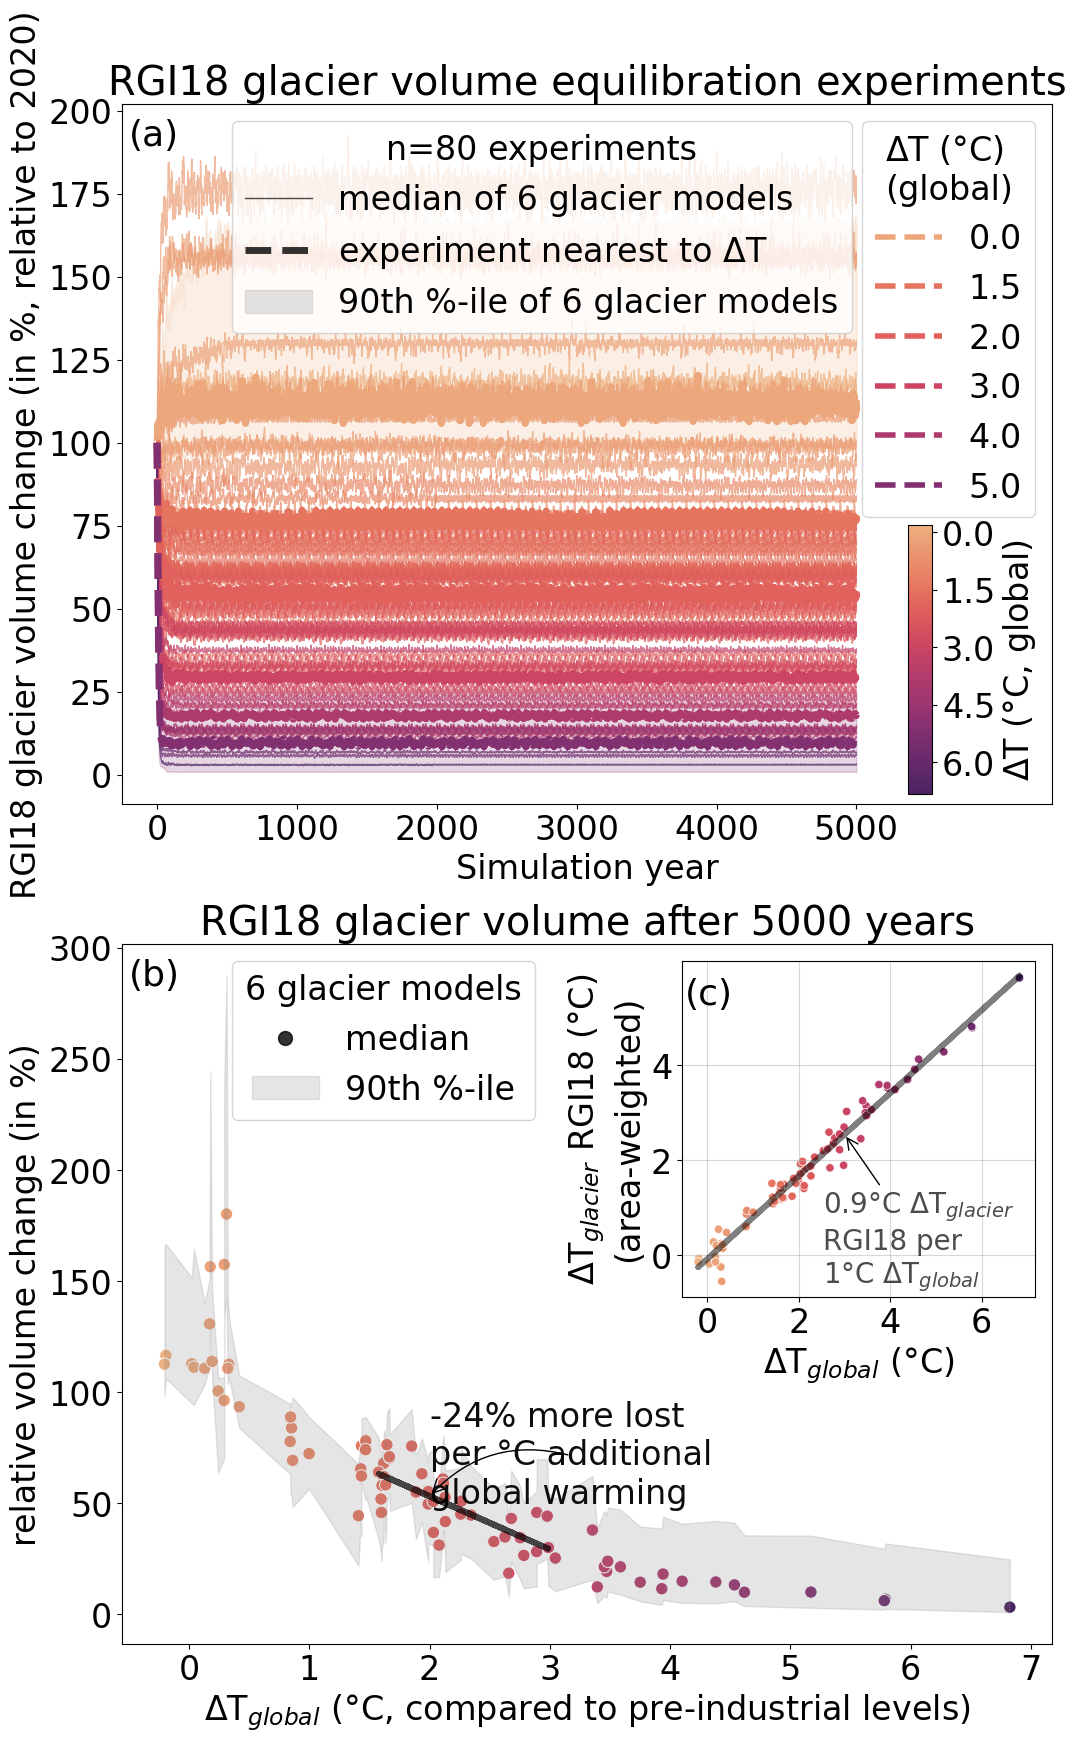 RGI18 glacier volume equilibration experiments
(a)
RGI18 glacier volume change (in %, relative to 2020)
200
175
150
125
100
75
50
25
0
n=80 experiments
median of 6 glacier models
experiment nearest to ΔT
90th %-ile of 6 glacier models
ΔT (°C)
(global)
0.0
1.5
2.0
3.0
4.0
5.0
0.0
1.5
3.0
4.5
6.0
ΔT (°C, global)
0 1000 2000 3000 4000 5000
Simulation year
RGI18 glacier volume after 5000 years
(b)
relative volume change (in %)
300
250
200
150
100
50
0
6 glacier models
median
90th %-ile
(c)
ΔTglacier RGI18 (°C)
(area-weighted)
4
2
0
0.9°C ΔTglacier
RGI18 per
1°C ΔTglobal
0 2 4 6
ΔTglobal (°C)
-24% more lost
per °C additional
global warming
0 1 2 3 4 5 6 7
ΔTglobal (°C, compared to pre-industrial levels)